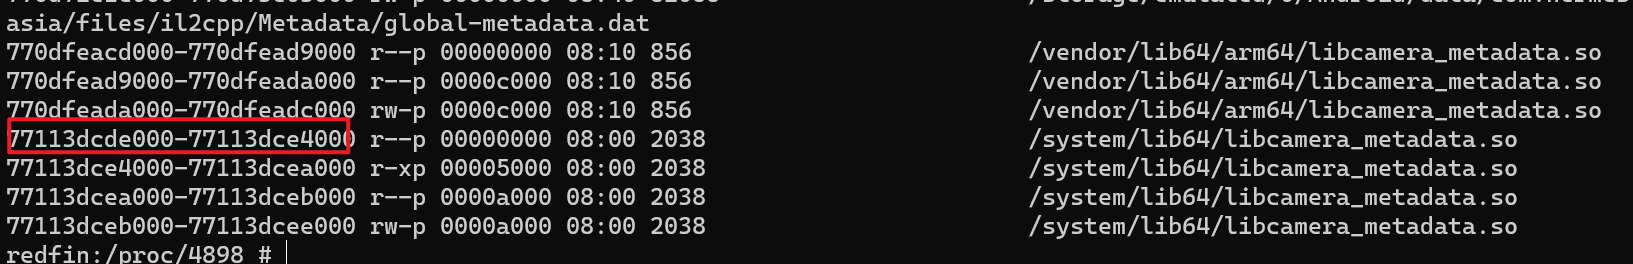 asia/files/il2cpp/Metadata/global-metadata.dat
770dfeacd000-770dfead9000 r--p 00000000 08:10 856 /vendor/lib64/arm64/libcamera_metadata.so
770dfead9000-770dfeada000 r--p 0000c000 08:10 856 /vendor/lib64/arm64/libcamera_metadata.so
770dfeada000-770dfeadc000 rw-p 0000c000 08:10 856 /vendor/lib64/arm64/libcamera_metadata.so
77113dcde000-77113dce4000 r--p 00000000 08:00 2038 /system/lib64/libcamera_metadata.so
77113dce4000-77113dcea000 r-xp 00005000 08:00 2038 /system/lib64/libcamera_metadata.so
77113dcea000-77113dceb000 r--p 0000a000 08:00 2038 /system/lib64/libcamera_metadata.so
77113dceb000-77113dcee000 rw-p 0000a000 08:00 2038 /system/lib64/libcamera_metadata.so
redfin:/proc/4898 #